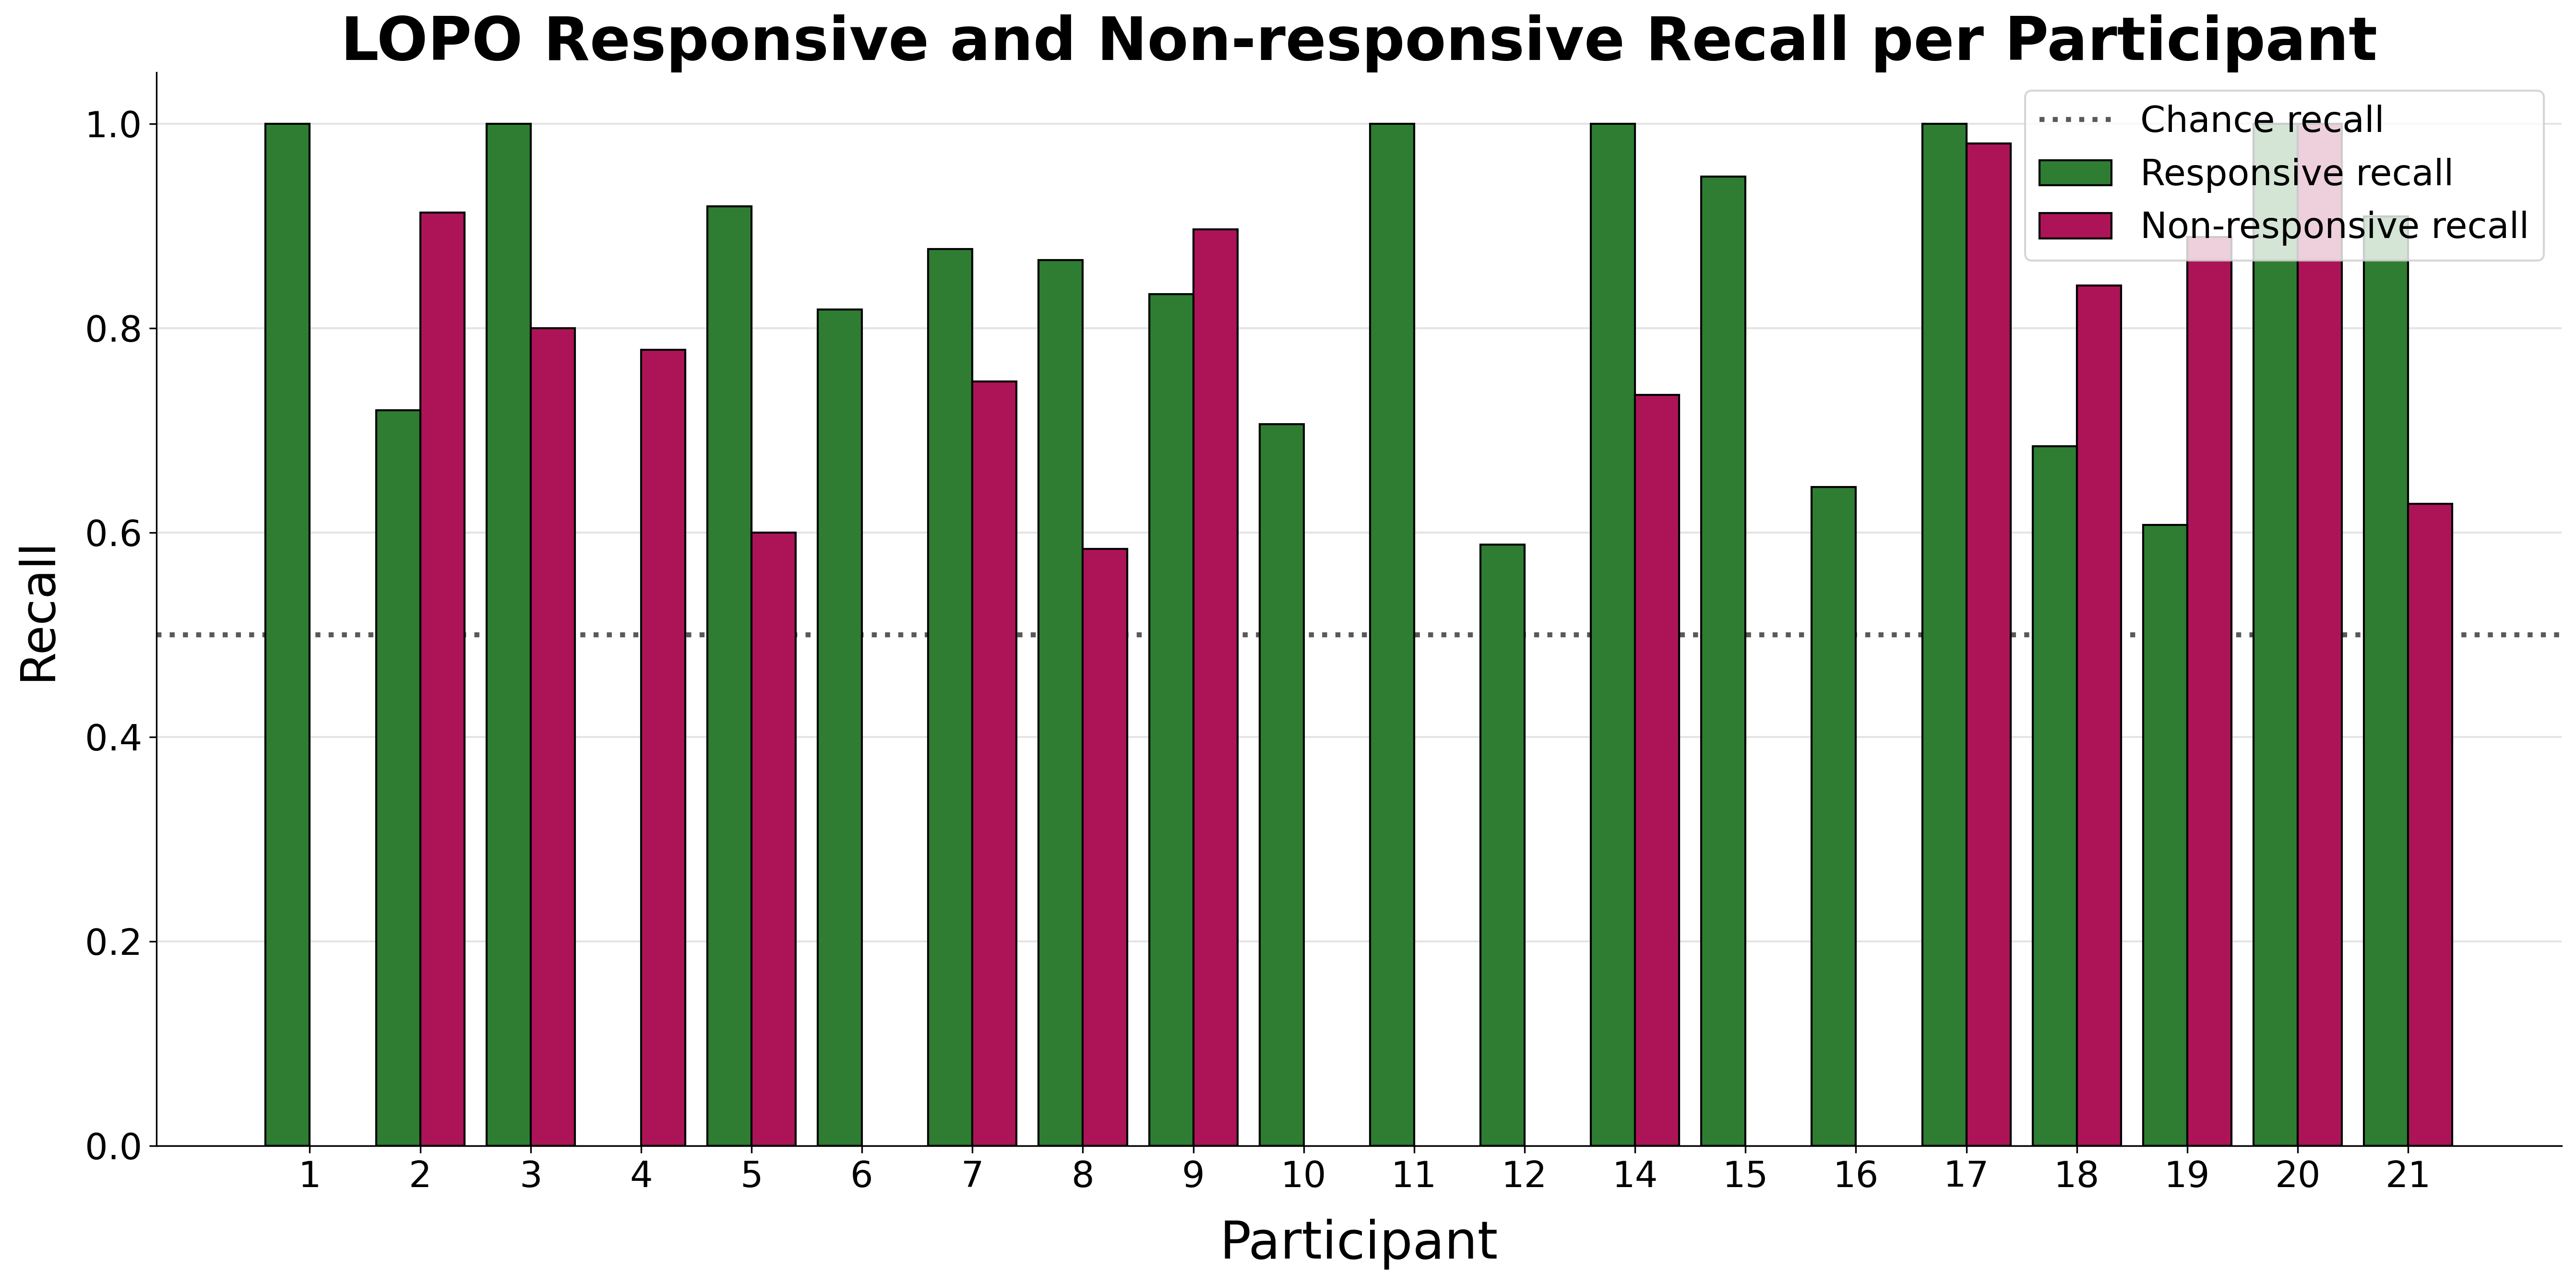 LOPO Responsive and Non-responsive Recall per Participant
Chance recall
Responsive recall
Non-responsive recall
1.0
0.8
0.6
0.4
0.2
0.0
Recall
1 2 3 4 5 6 7 8 9 10 11 12 14 15 16 17 18 19 20 21
Participant